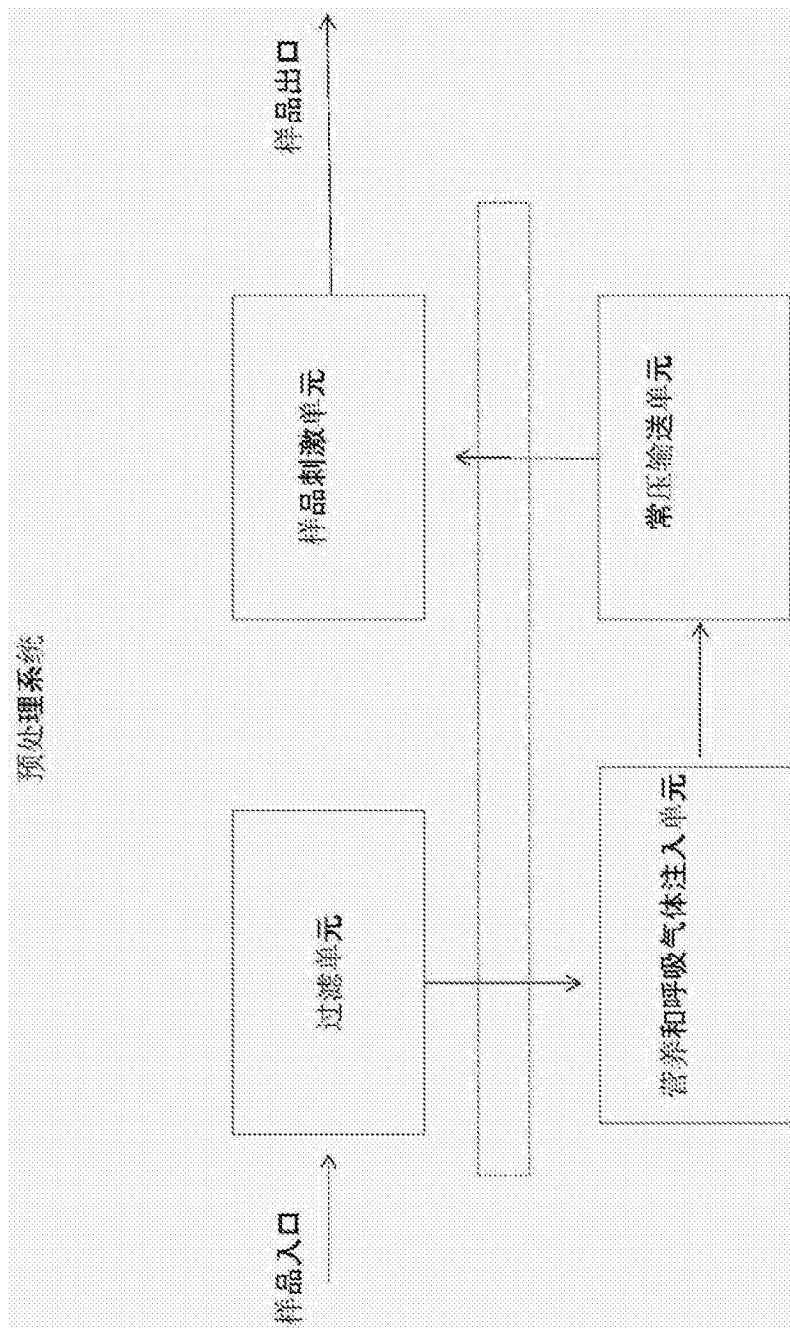 预处理系统
样品入口
过滤单元
营养和呼吸气体注入单元
常压输送单元
样品刺激单元
样品出口